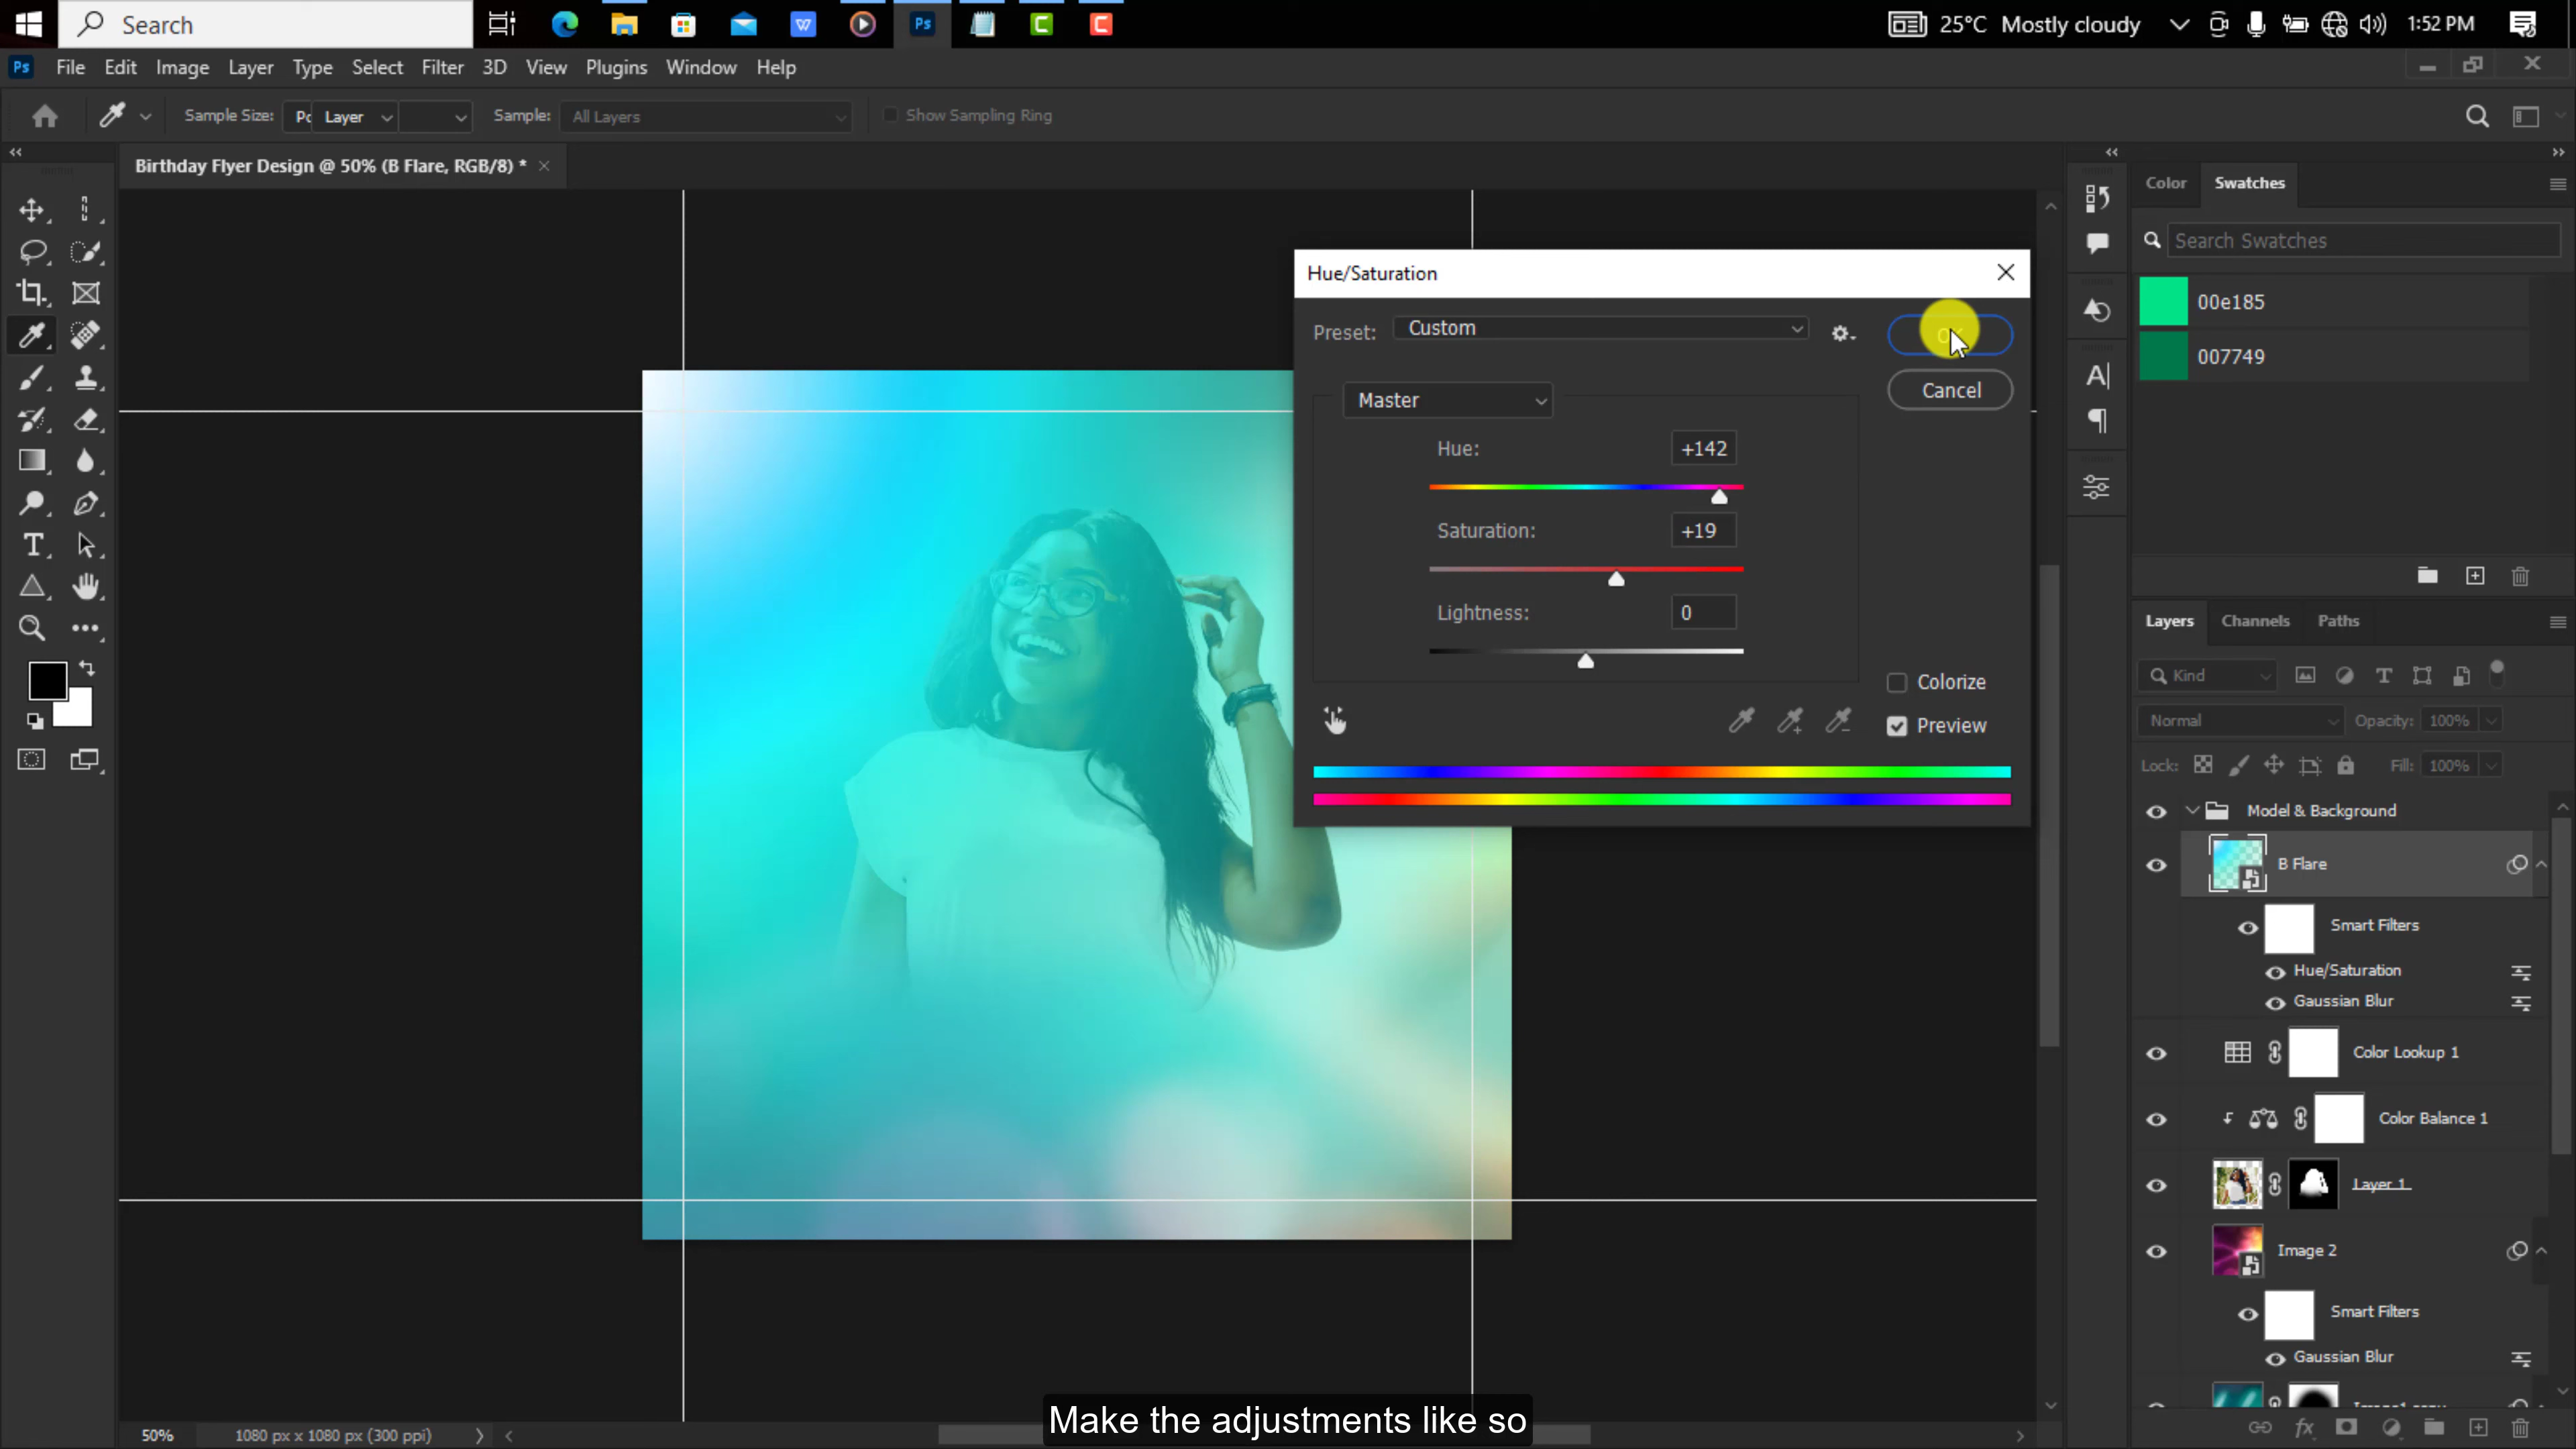 Search
25°C Mostly cloudy
1:52 PM
Ps
File Edit Image Layer Type Select Filter 3D View Plugins Window Help
Sample Size: Layer
Sample: All Layers
Show Sampling Ring
Birthday Flyer Design @ 50% (B Flare, RGB/8) *
Color Swatches
Search Swatches
00e185
007749
Hue/Saturation
Preset: Custom
Cancel
Master
Hue: +142
Saturation: +19
Lightness: 0
Colorize
Preview
Layers Channels Paths
Kind
Normal
Opacity: 100%
Lock:
Fill: 100%
Model & Background
B Flare
Smart Filters
Hue/Saturation
Gaussian Blur
Color Lookup 1
Color Balance 1
Layer 1
Image 2
Smart Filters
Gaussian Blur
50%
1080 px x 1080 px (300 ppi)
Make the adjustments like so